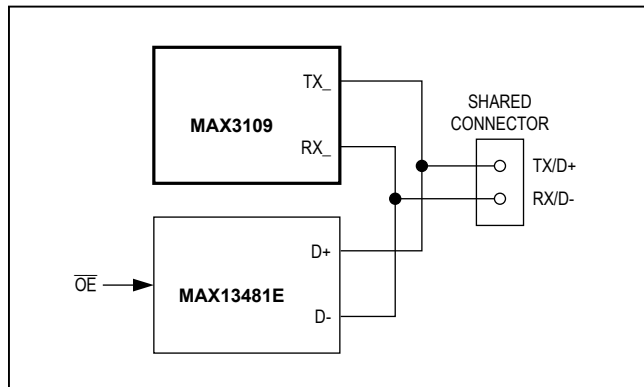 TX_
MAX3109
RX_
SHARED
CONNECTOR
TX/D+
RX/D-
D+
OE
MAX13481E
D-